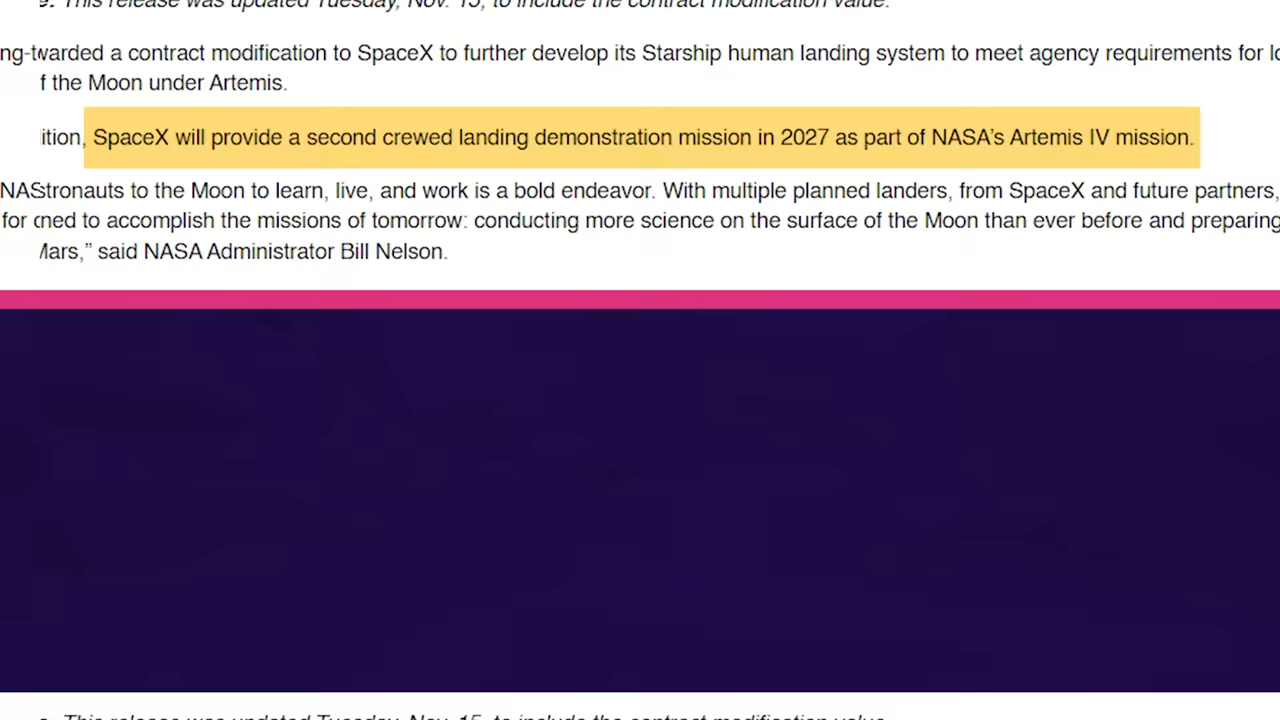 This release was updated Tuesday, Nov. 15, to include the contract modification value.
warded a contract modification to SpaceX to further develop its Starship human landing system to meet agency requirements for
f the Moon under Artemis.
ition, SpaceX will provide a second crewed landing demonstration mission in 2027 as part of NASA’s Artemis IV mission.
tronauts to the Moon to learn, live, and work is a bold endeavor. With multiple planned landers, from SpaceX and future partners,
for ned to accomplish the missions of tomorrow: conducting more science on the surface of the Moon than ever before and preparing
Mars,” said NASA Administrator Bill Nelson.
This release was updated Tuesday, Nov. 15, to include the contract modification value